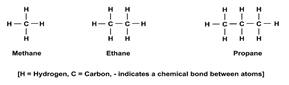 H H H H H H
H – C – H H – C – C – H H – C – C – C – H
H H H H H H
Methane Ethane Propane
[H = Hydrogen, C = Carbon, - indicates a chemical bond between atoms]